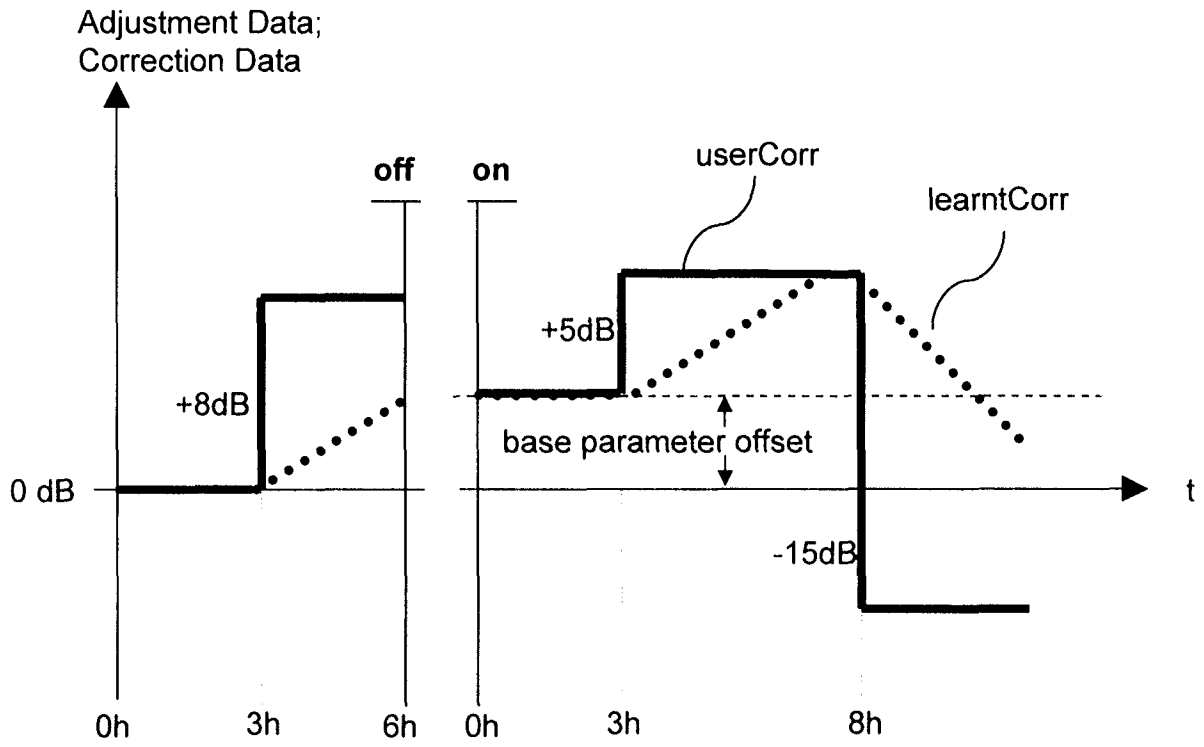 Adjustment Data;
Correction Data
off
on
userCorr
learntCorr
+5dB
+8dB
base parameter offset
0 dB
t
-15dB
0h
3h
6h
0h
3h
8h